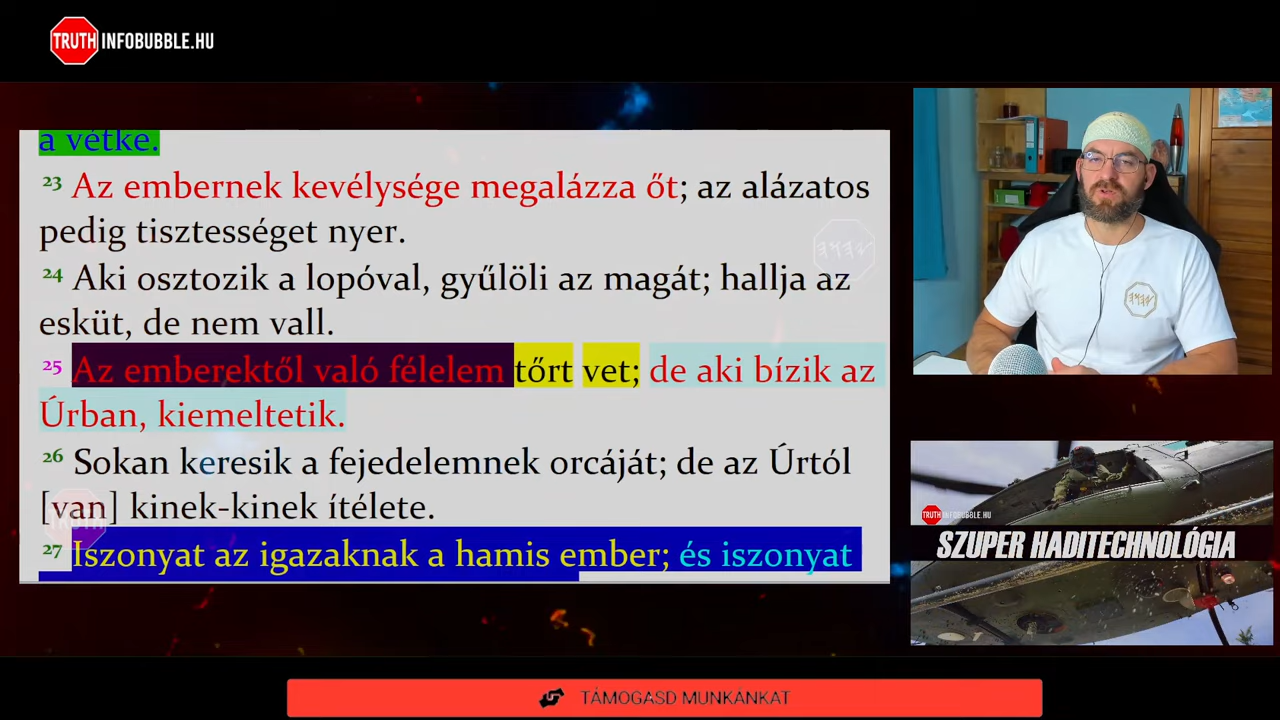 TRUTH INFOBUBBLE.HU
a vétke.
23 Az embernek kevélysége megalázza őt; az alázatos
pedig tisztességet nyer.
24 Aki osztozik a lopóval, gyűlöli az magát; hallja az
esküt, de nem vall.
25 Az emberektől való félelem tőrt vet; de aki bízik az
Úrban, kiemeltetik.
26 Sokan keresik a fejedelemnek orcáját; de az Úrtól
[van] kinek-kinek ítélete.
27 Iszonyat az igazaknak a hamis ember; és iszonyat
TRUTH
TRUTH INFOBUBBLE.HU
SZUPER HADITECHNOLÓGIA
TÁMOGASD MUNKANKAT